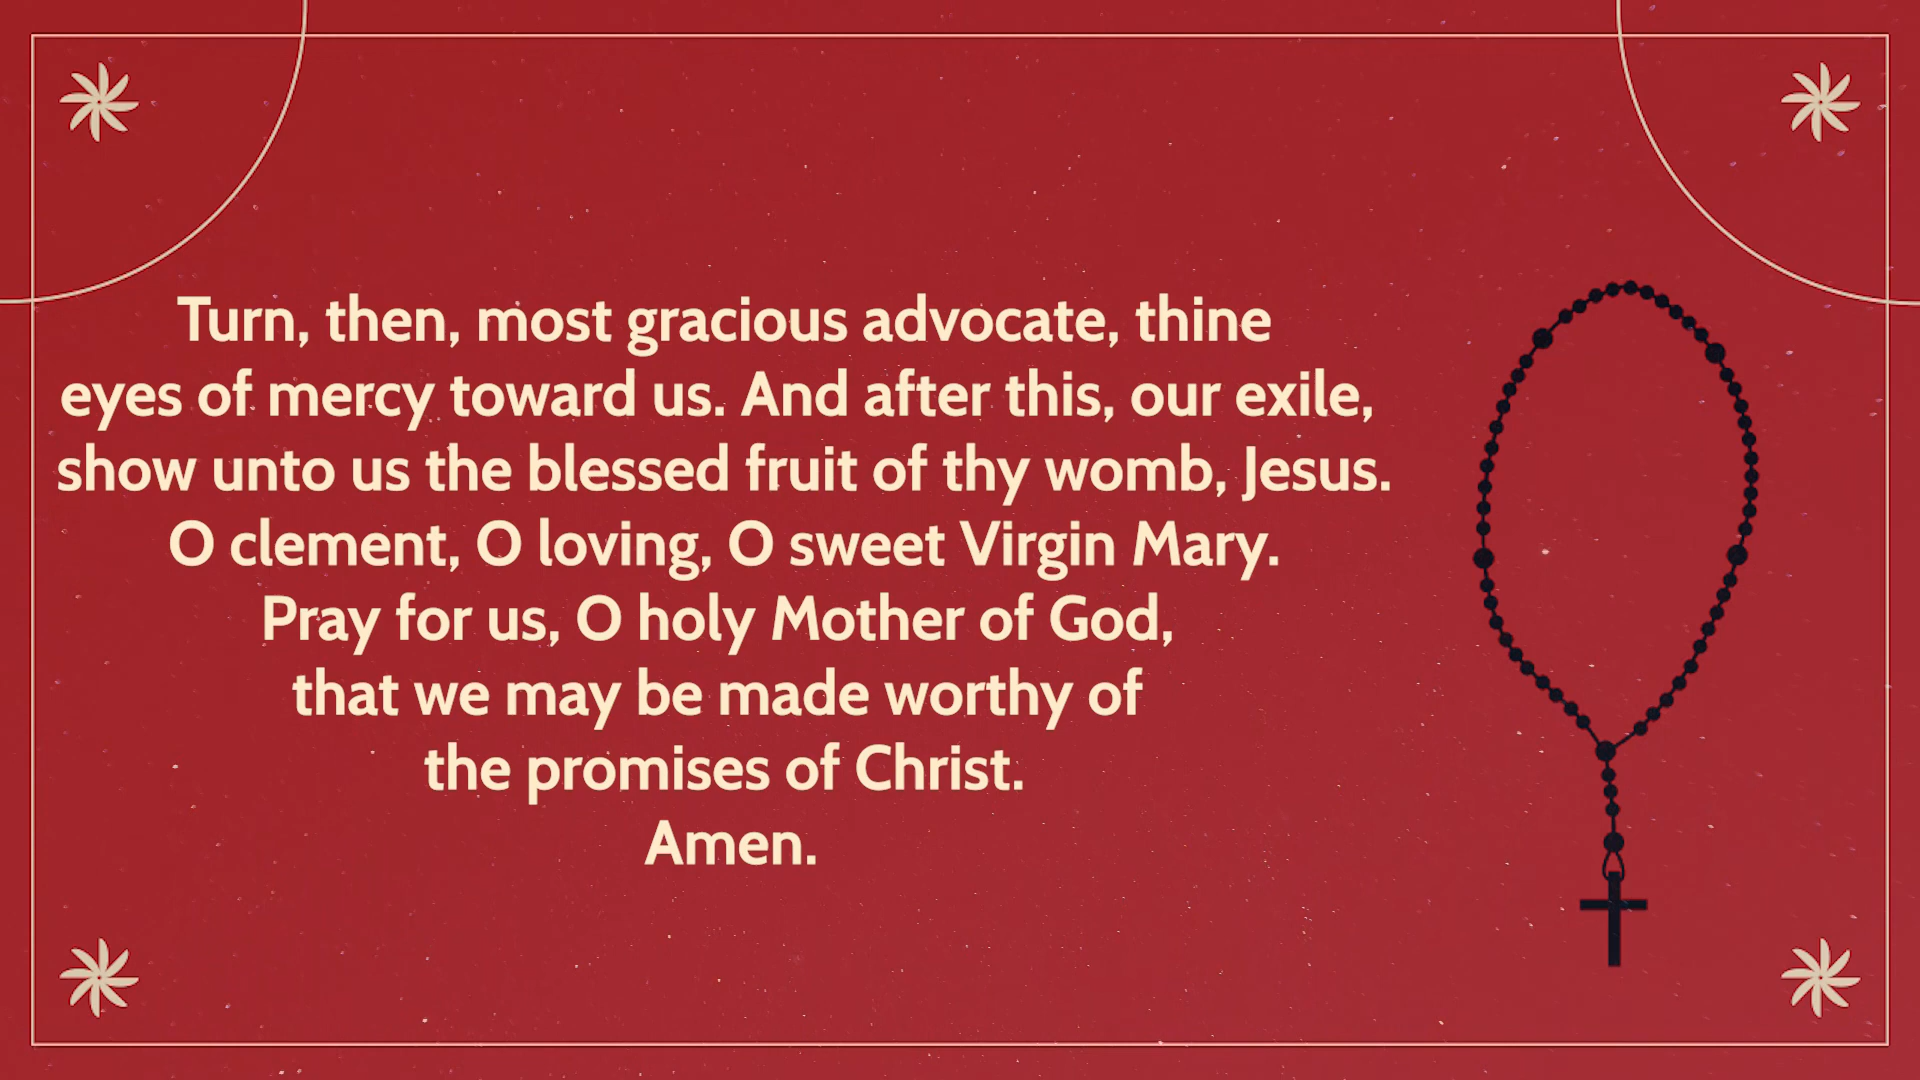 Turn, then, most gracious advocate, thine
eyes of mercy toward us. And after this, our exile,
show unto us the blessed fruit of thy womb, Jesus.
O clement, O loving, O sweet Virgin Mary.
Pray for us, O holy Mother of God,
that we may be made worthy of
the promises of Christ.
Amen.